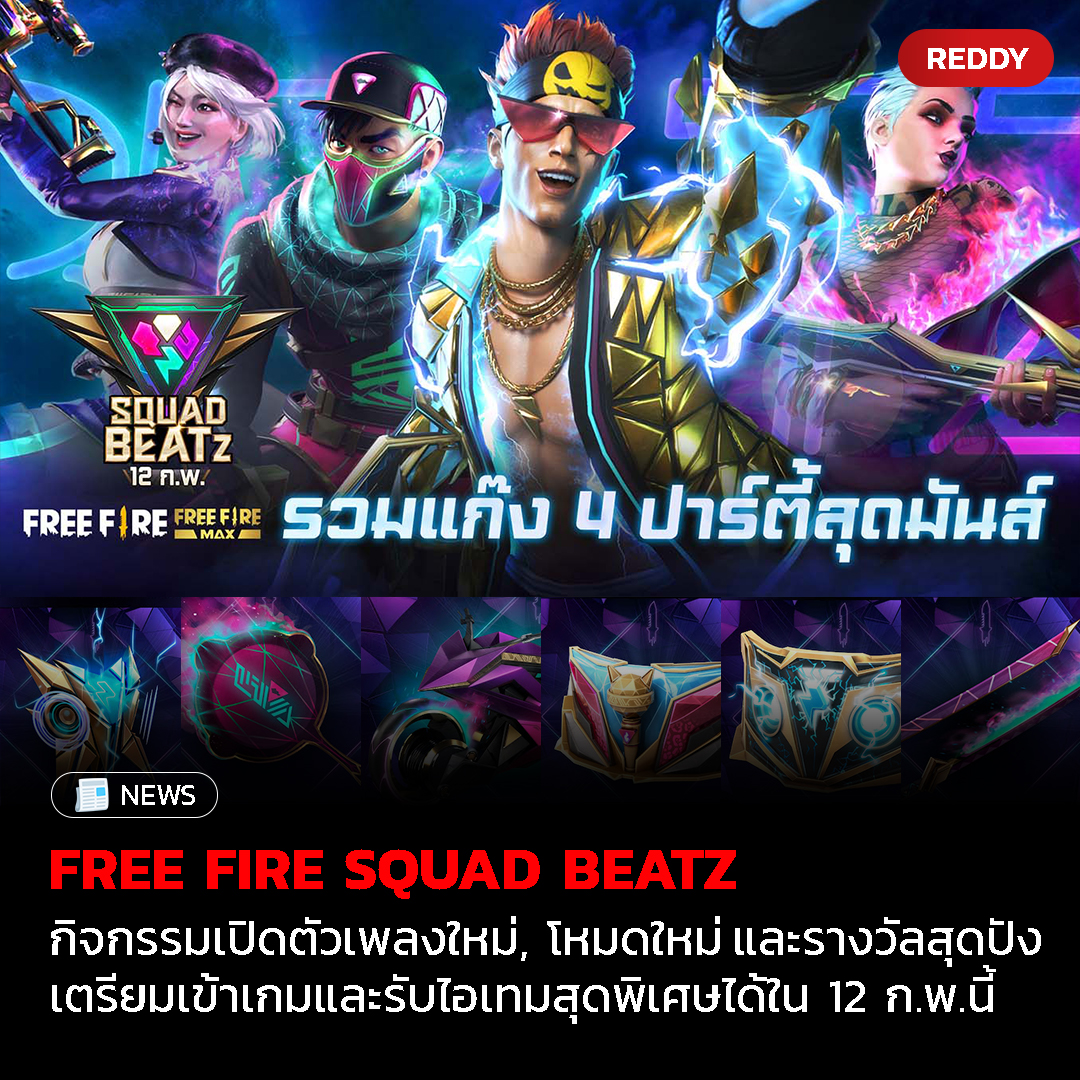 REDDY
SQUAD
BEATz
12 ก.พ.
FREE FIRE
FREE FIRE
MAX
รวมแก๊ง 4 ปาร์ตี้สุดมันส์
NEWS
FREE FIRE SQUAD BEATZ
กิจกรรมเปิดตัวเพลงใหม่, โหมดใหม่ และรางวัลสุดปัง
เตรียมเข้าเกมและรับไอเทมสุดพิเศษได้ใน 12 ก.พ.นี้